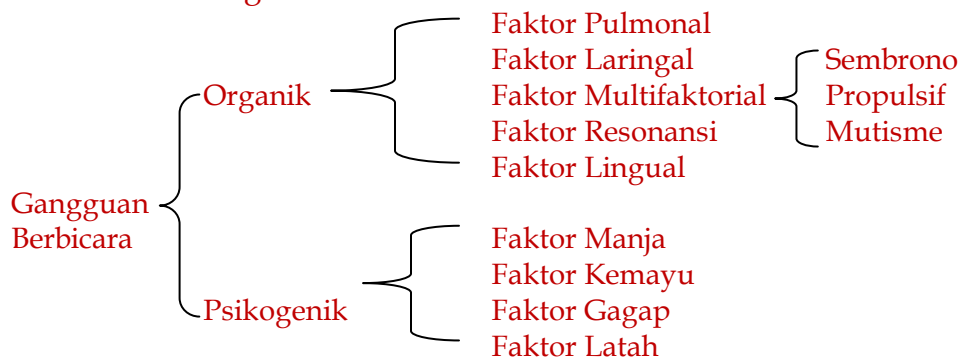 Faktor Pulmonal
Faktor Laringal
Sembrono
Organik
Faktor Multifaktorial
Propulsif
Faktor Resonansi
Mutisme
Faktor Lingual
Gangguan
Berbicara
Faktor Manja
Faktor Kemayu
Psikogenik
Faktor Gagap
Faktor Latah